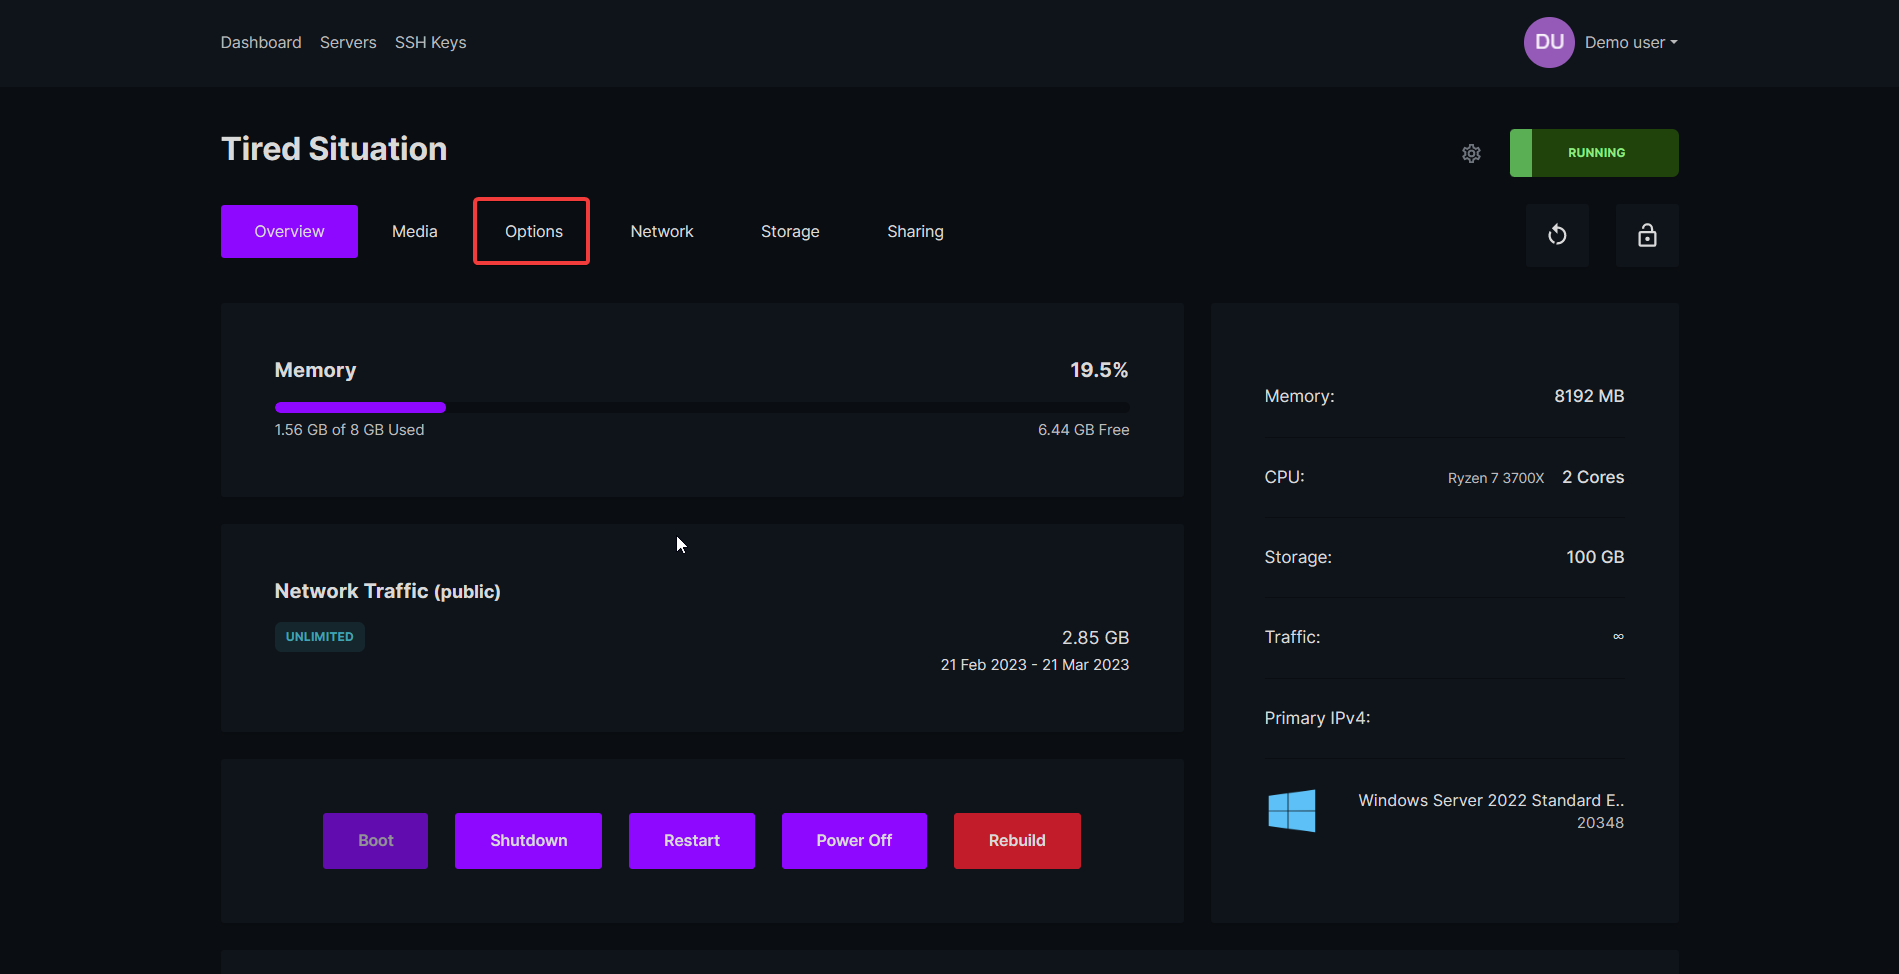 Dashboard Servers SSH Keys
DU Demo user
Tired Situation
RUNNING
Overview Media Options Network Storage Sharing
Memory 19.5%
1.56 GB of 8 GB Used 6.44 GB Free
Network Traffic (public)
UNLIMITED
2.85 GB
21 Feb 2023 - 21 Mar 2023
Boot Shutdown Restart Power Off Rebuild
Memory: 8192 MB
CPU: Ryzen 7 3700X 2 Cores
Storage: 100 GB
Traffic: ∞
Primary IPv4:
Windows Server 2022 Standard E..
20348